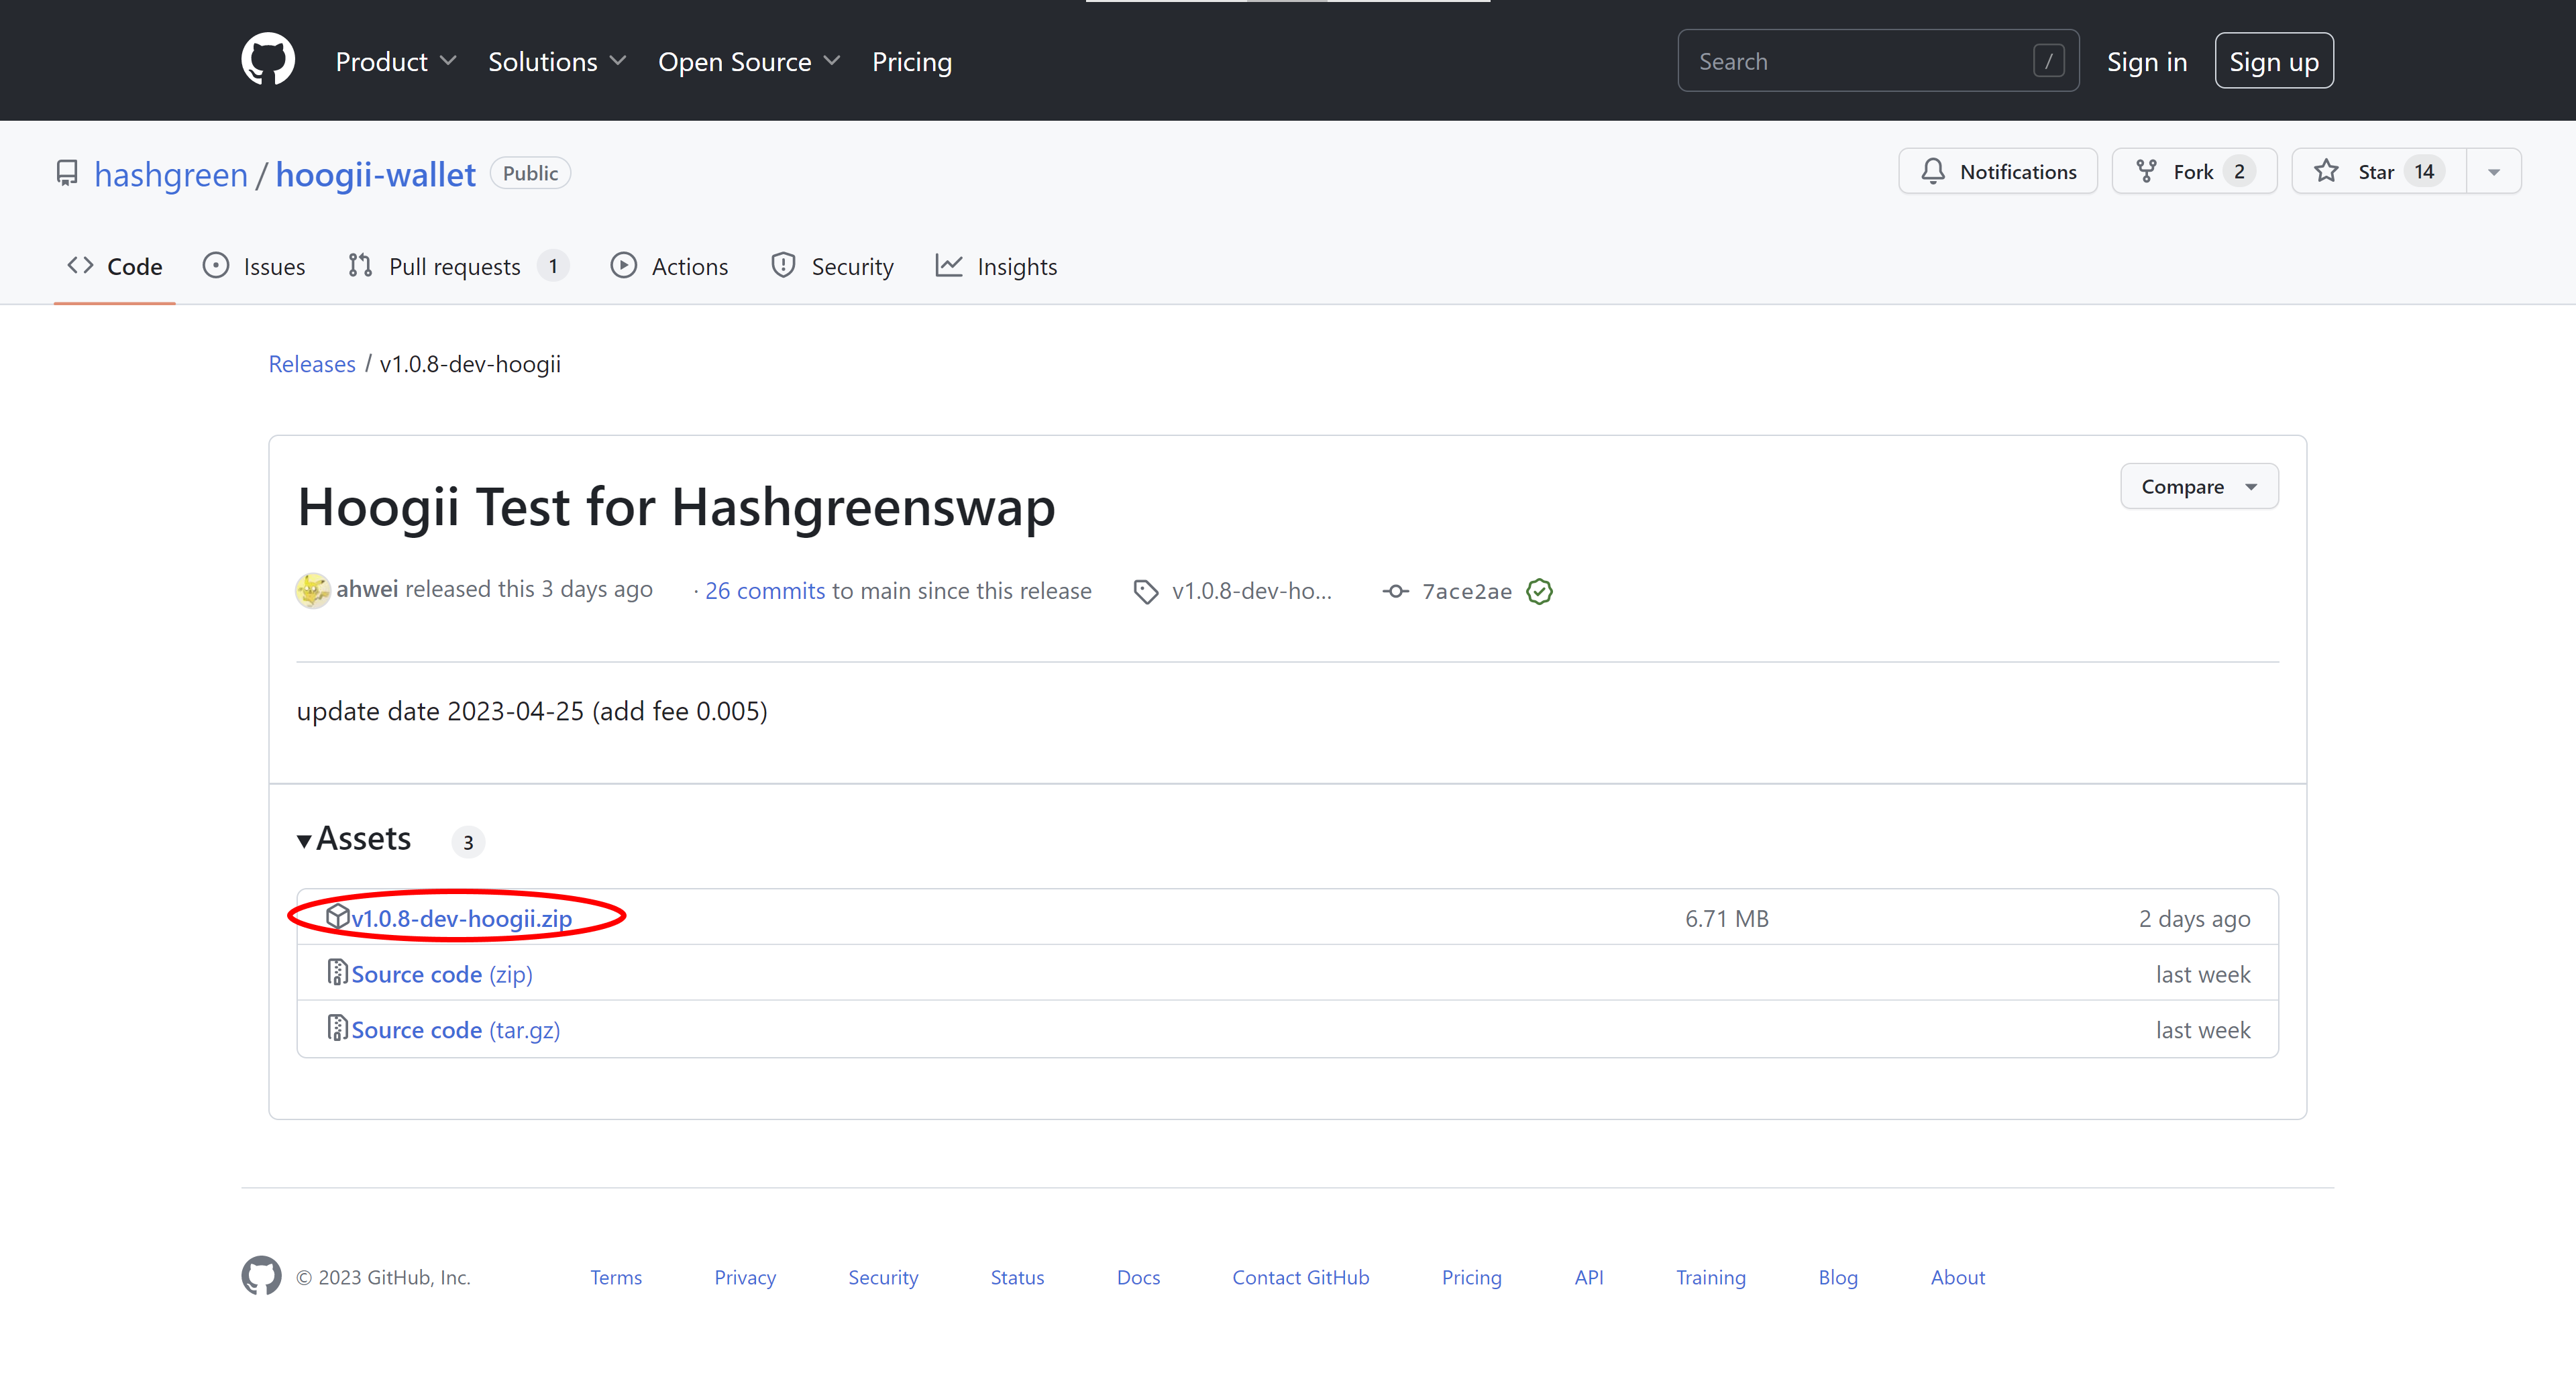 Product Solutions Open Source Pricing Search / Sign in Sign up
hashgreen / hoogii-wallet Public Notifications Fork 2 Star 14
Code Issues Pull requests 1 Actions Security Insights
Releases / v1.0.8-dev-hoogii
Hoogii Test for Hashgreenswap Compare
ahwei released this 3 days ago · 26 commits to main since this release v1.0.8-dev-ho... 7ace2ae
update date 2023-04-25 (add fee 0.005)
Assets 3
v1.0.8-dev-hoogii.zip 6.71 MB 2 days ago
Source code (zip) last week
Source code (tar.gz) last week
© 2023 GitHub, Inc. Terms Privacy Security Status Docs Contact GitHub Pricing API Training Blog About